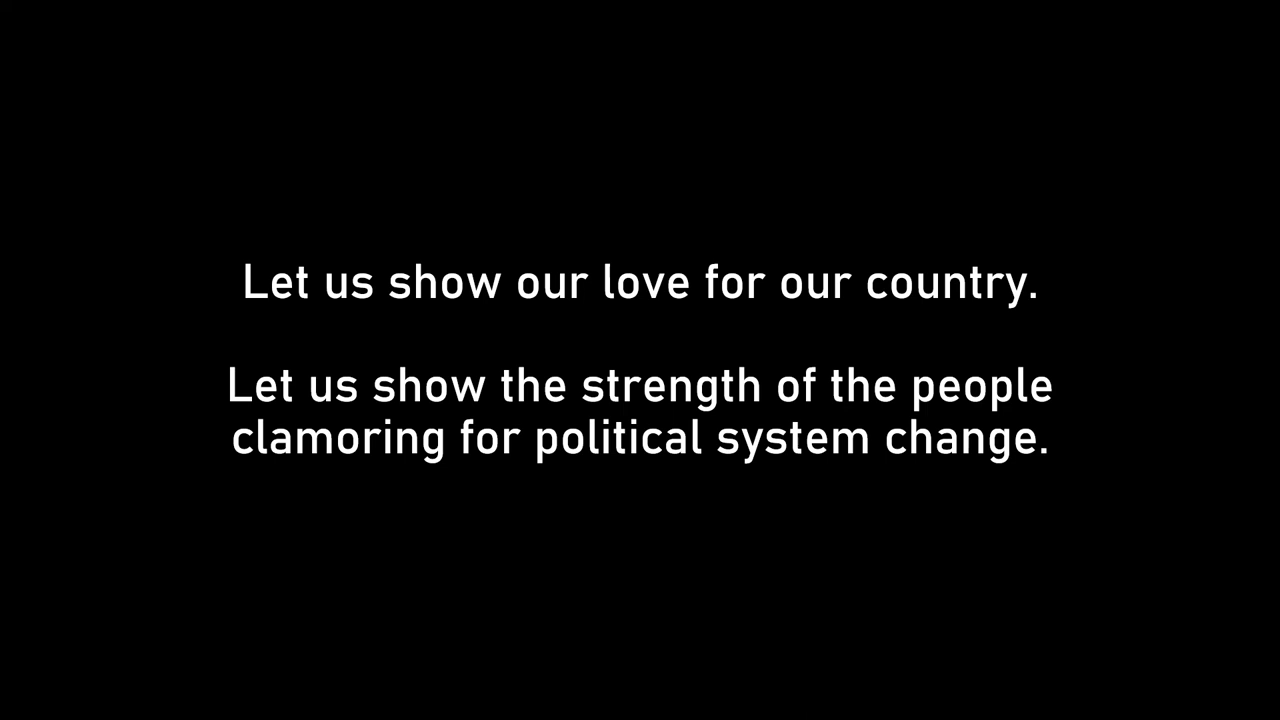 Let us show our love for our country.
Let us show the strength of the people
clamoring for political system change.